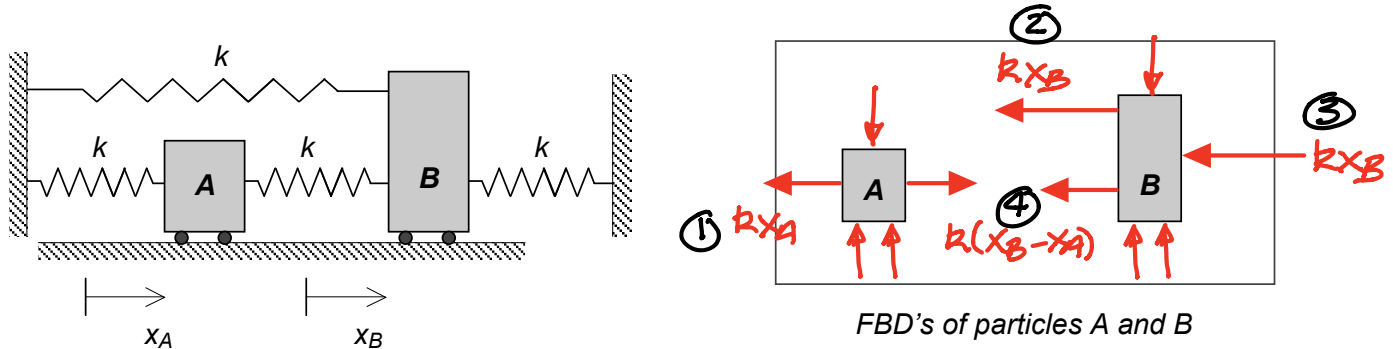 k
k
k
k
A
B
x_A
x_B
②
kx_B
③
kx_B
A
B
① kx_A
④
k(x_B-x_A)
FBD's of particles A and B